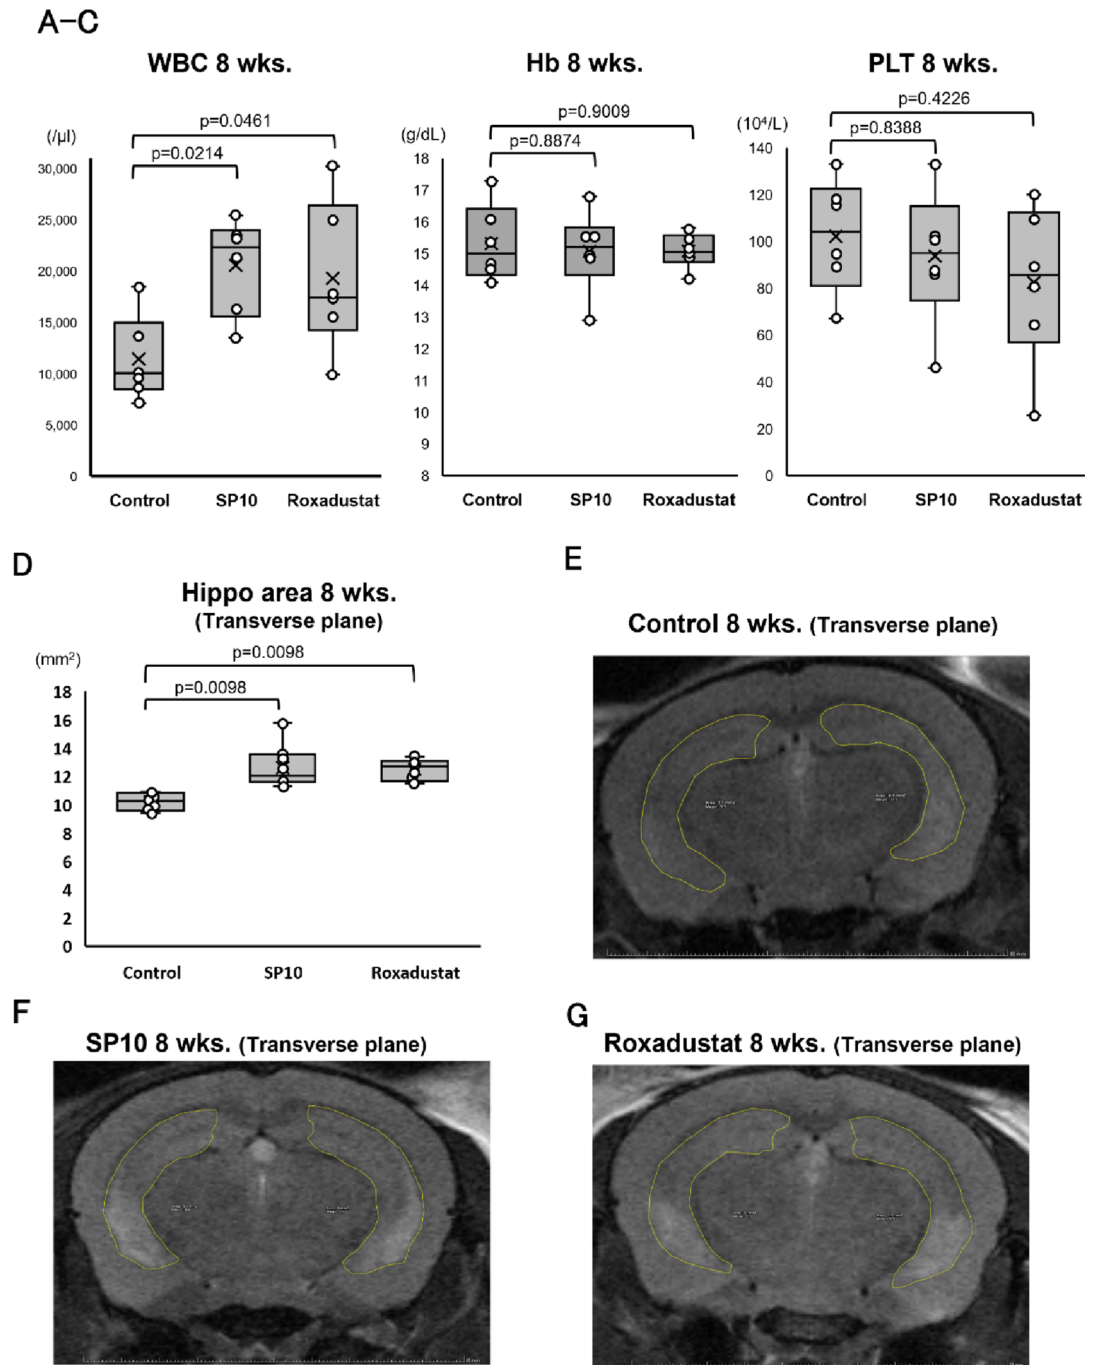 A-C
WBC 8 wks.
(/μl)
p=0.0461
p=0.0214
30,000
25,000
20,000
15,000
10,000
5,000
0
Control SP10 Roxadustat
Hb 8 wks.
(g/dL)
p=0.9009
p=0.8874
18
17
16
15
14
13
12
11
10
9
8
Control SP10 Roxadustat
PLT 8 wks.
(10⁴/L)
p=0.4226
p=0.8388
140
120
100
80
60
40
20
0
Control SP10 Roxadustat
D
Hippo area 8 wks.
(Transverse plane)
(mm²)
p=0.0098
p=0.0098
18
16
14
12
10
8
6
4
2
0
Control SP10 Roxadustat
E
Control 8 wks. (Transverse plane)
F
SP10 8 wks. (Transverse plane)
G
Roxadustat 8 wks. (Transverse plane)